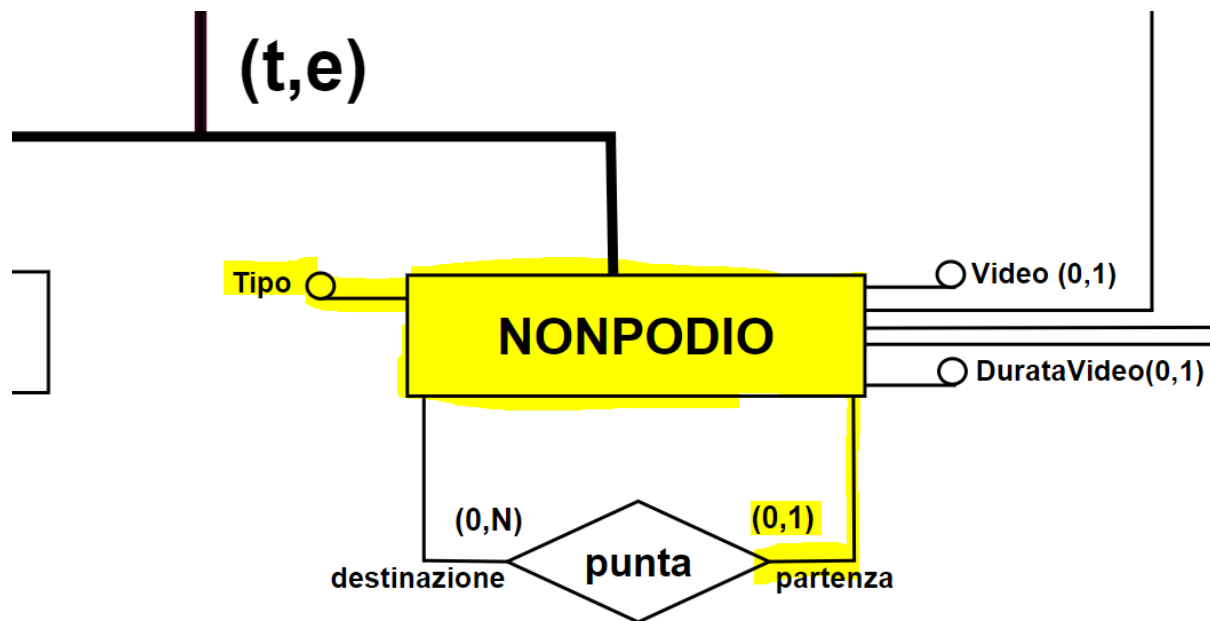 (t,e)
Tipo
Video (0,1)
NONPODIO
DurataVideo(0,1)
(0,N)
(0,1)
punta
destinazione
partenza